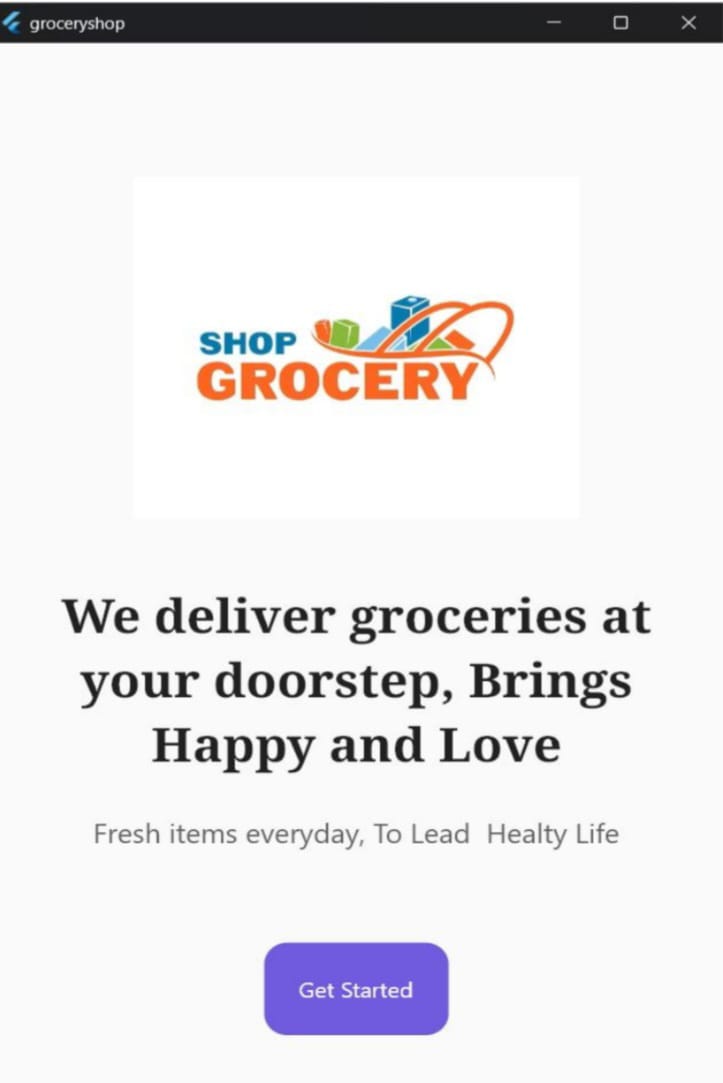 groceryshop
SHOP
GROCERY
We deliver groceries at
your doorstep, Brings
Happy and Love
Fresh items everyday, To Lead  Healty Life
Get Started